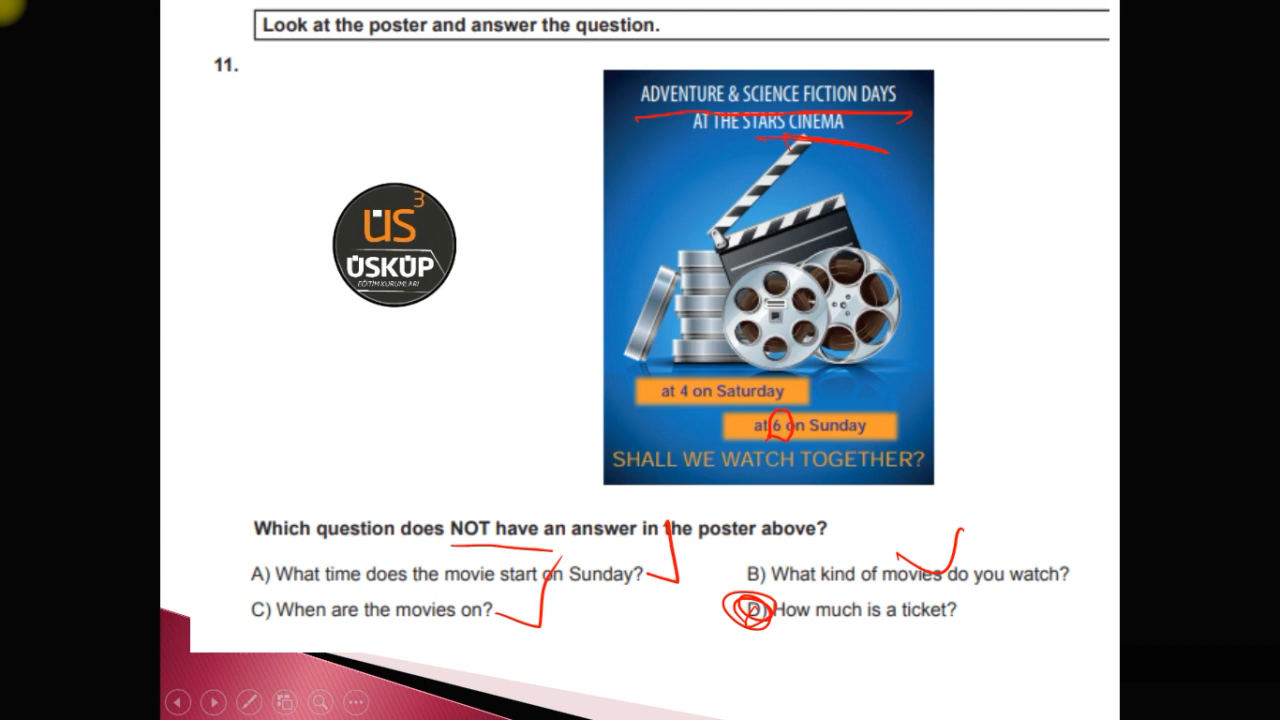 Look at the poster and answer the question.
11.
ADVENTURE & SCIENCE FICTION DAYS
AT THE STARS CINEMA
üs3
ÜSKÜP
EĞİTİM KURUMLARI
at 4 on Saturday
at 6 on Sunday
SHALL WE WATCH TOGETHER?
Which question does NOT have an answer in the poster above?
A) What time does the movie start on Sunday?
B) What kind of movies do you watch?
C) When are the movies on?
D) How much is a ticket?